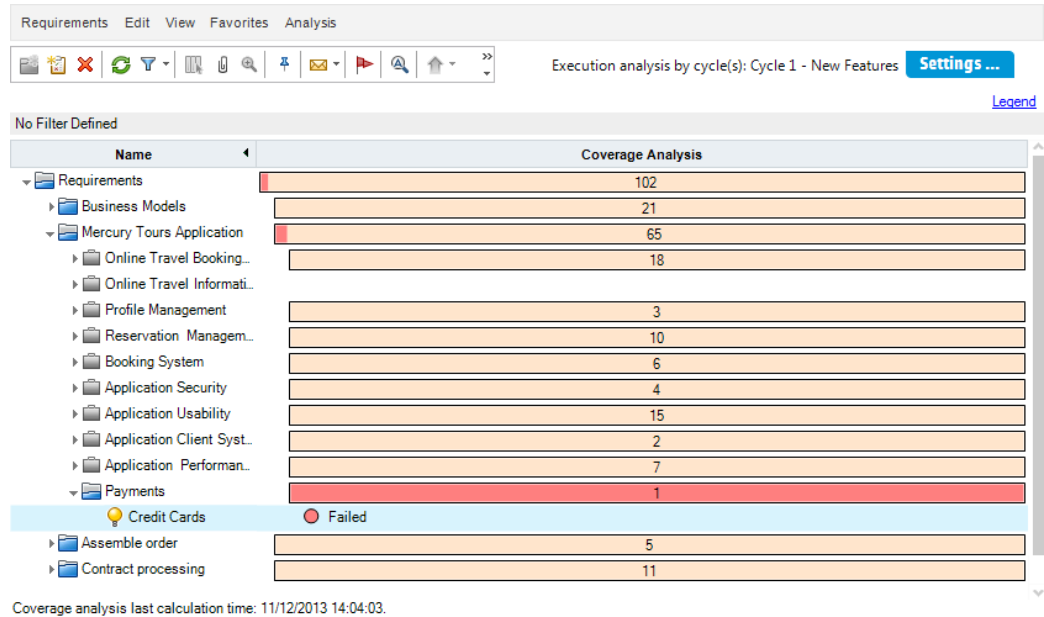 Requirements Edit View Favorites Analysis
Execution analysis by cycle(s): Cycle 1 - New Features Settings ...
Legend
No Filter Defined
Name Coverage Analysis
Requirements 102
Business Models 21
Mercury Tours Application 65
Online Travel Booking... 18
Online Travel Informati...
Profile Management 3
Reservation Managem... 10
Booking System 6
Application Security 4
Application Usability 15
Application Client Syst... 2
Application Performan... 7
Payments 1
Credit Cards Failed
Assemble order 5
Contract processing 11
Coverage analysis last calculation time: 11/12/2013 14:04:03.